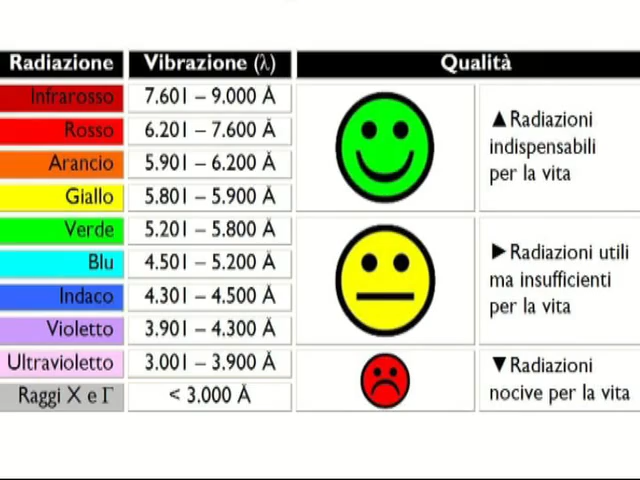 Radiazione Vibrazione (λ) Qualità
Infrarosso 7.601 – 9.000 Å
Rosso 6.201 – 7.600 Å
Arancio 5.901 – 6.200 Å
Giallo 5.801 – 5.900 Å
▲Radiazioni
indispensabili
per la vita
Verde 5.201 – 5.800 Å
Blu 4.501 – 5.200 Å
Indaco 4.301 – 4.500 Å
Violetto 3.901 – 4.300 Å
►Radiazioni utili
ma insufficienti
per la vita
Ultravioletto 3.001 – 3.900 Å
Raggi X e Γ < 3.000 Å
▼Radiazioni
nocive per la vita